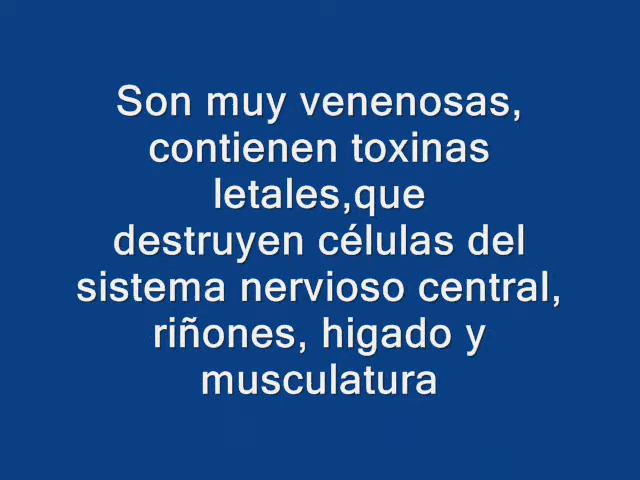 Son muy venenosas,
contienen toxinas
letales,que
destruyen células del
sistema nervioso central,
riñones, higado y
musculatura